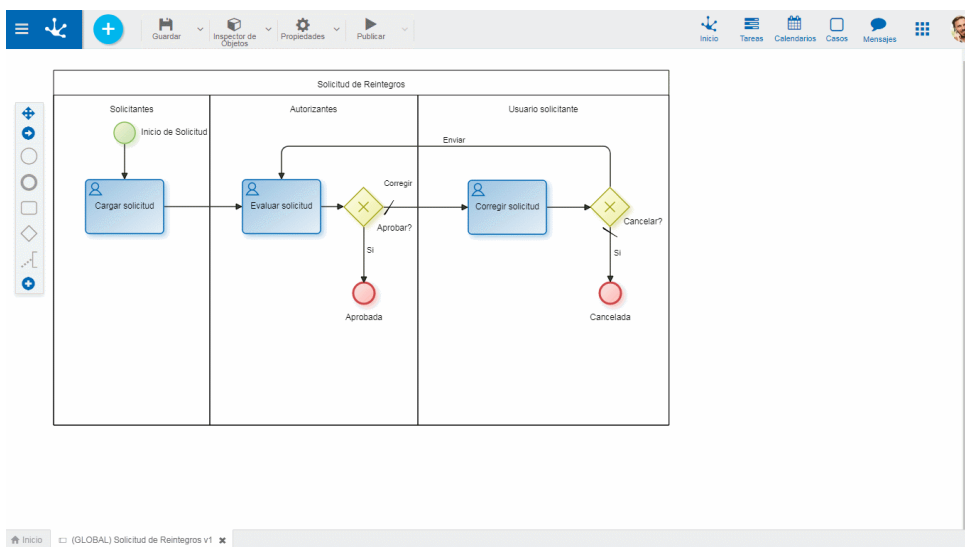 Guardar
Inspector de
Objetos
Propiedades
Publicar
Inicio
Tareas
Calendarios
Casos
Mensajes
Solicitud de Reintegros
Solicitantes
Autorizantes
Usuario solicitante
Inicio de Solicitud
Enviar
Cargar solicitud
Evaluar solicitud
Corregir
Aprobar?
Corregir solicitud
Cancelar?
Si
Si
Aprobada
Cancelada
Inicio
(GLOBAL) Solicitud de Reintegros v1